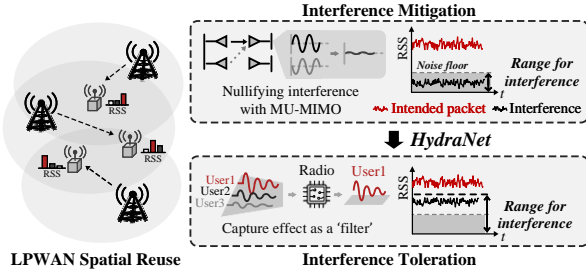 Interference Mitigation
RSS
RSS
RSS
LPWAN Spatial Reuse
Nullifying interference
with MU-MIMO
RSS
Noise floor
t
Range for
interference
Intended packet
Interference
HydraNet
User1
User2
User3
Radio
User1
Capture effect as a 'filter'
RSS
t
Range for
interference
Interference Toleration